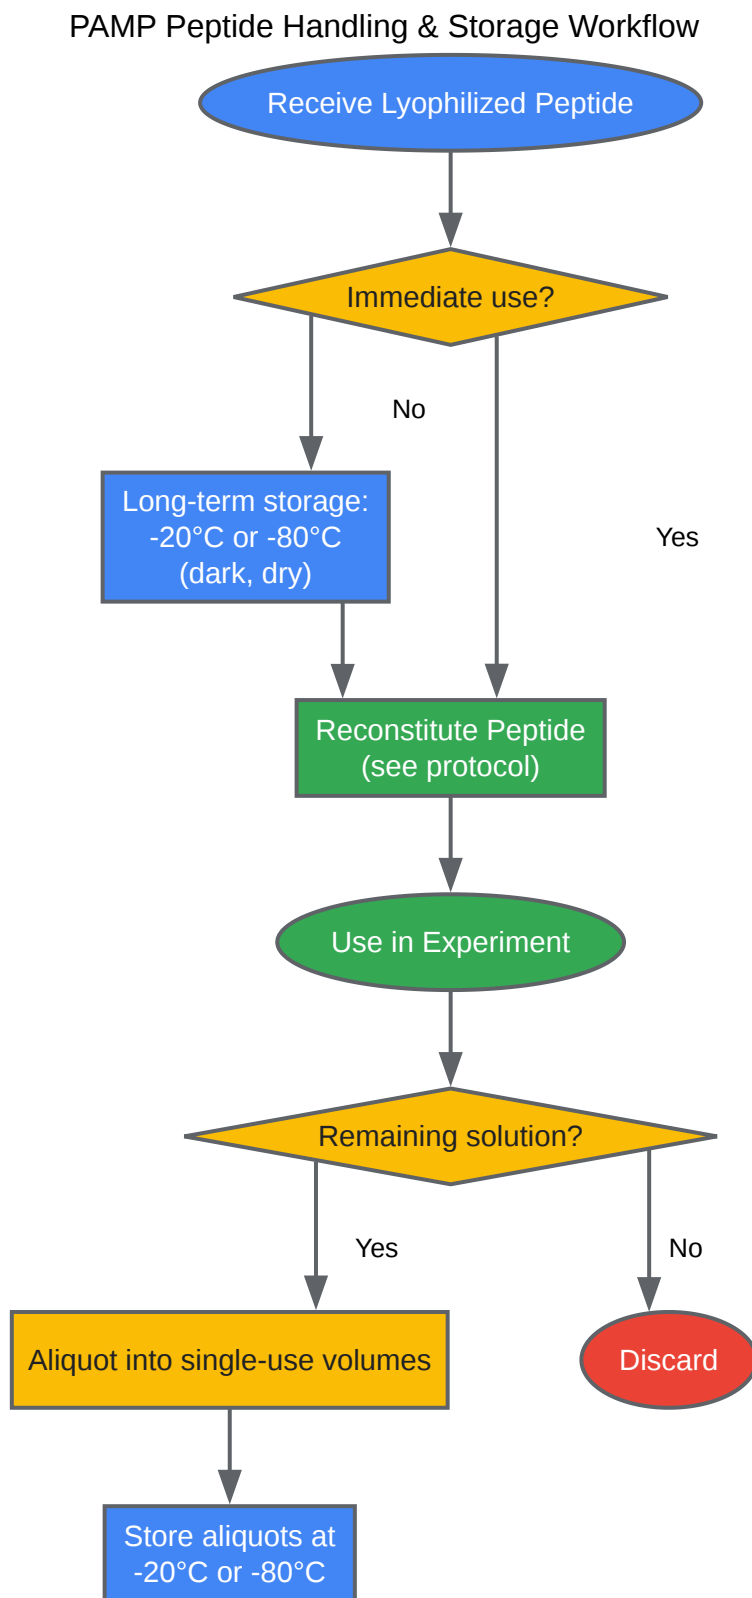 PAMP Peptide Handling & Storage Workflow
Receive Lyophilized Peptide
Immediate use?
No
Long-term storage:
-20°C or -80°C
(dark, dry)
Yes
Reconstitute Peptide
(see protocol)
Use in Experiment
Remaining solution?
Yes
No
Aliquot into single-use volumes
Discard
Store aliquots at
-20°C or -80°C